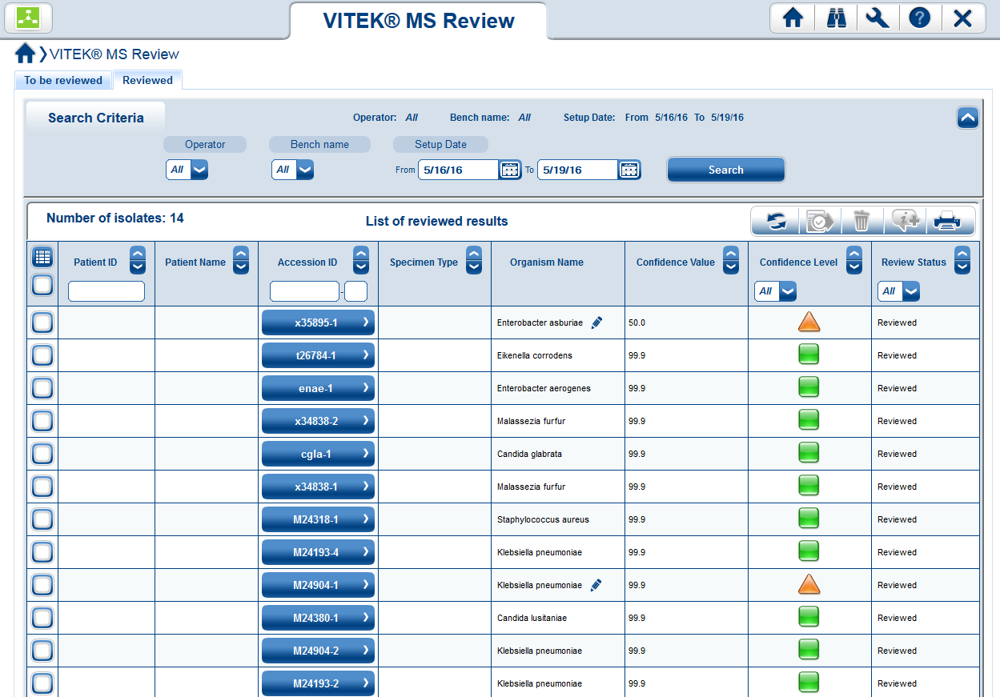 VITEK® MS Review
VITEK® MS Review
To be reviewed Reviewed
Search Criteria Operator: All Bench name: All Setup Date: From 5/16/16 To 5/19/16
Operator Bench name Setup Date
All All From 5/16/16 To 5/19/16 Search
Number of isolates: 14 List of reviewed results
Patient ID Patient Name Accession ID Specimen Type Organism Name Confidence Value Confidence Level Review Status
- All All
x35895-1 Enterobacter asburiae 50.0 Reviewed
t26784-1 Eikenella corrodens 99.9 Reviewed
enae-1 Enterobacter aerogenes 99.9 Reviewed
x34838-2 Malassezia furfur 99.9 Reviewed
cgla-1 Candida glabrata 99.9 Reviewed
x34838-1 Malassezia furfur 99.9 Reviewed
M24318-1 Staphylococcus aureus 99.9 Reviewed
M24193-4 Klebsiella pneumoniae 99.9 Reviewed
M24904-1 Klebsiella pneumoniae 99.9 Reviewed
M24380-1 Candida lusitaniae 99.9 Reviewed
M24904-2 Klebsiella pneumoniae 99.9 Reviewed
M24193-2 Klebsiella pneumoniae 99.9 Reviewed